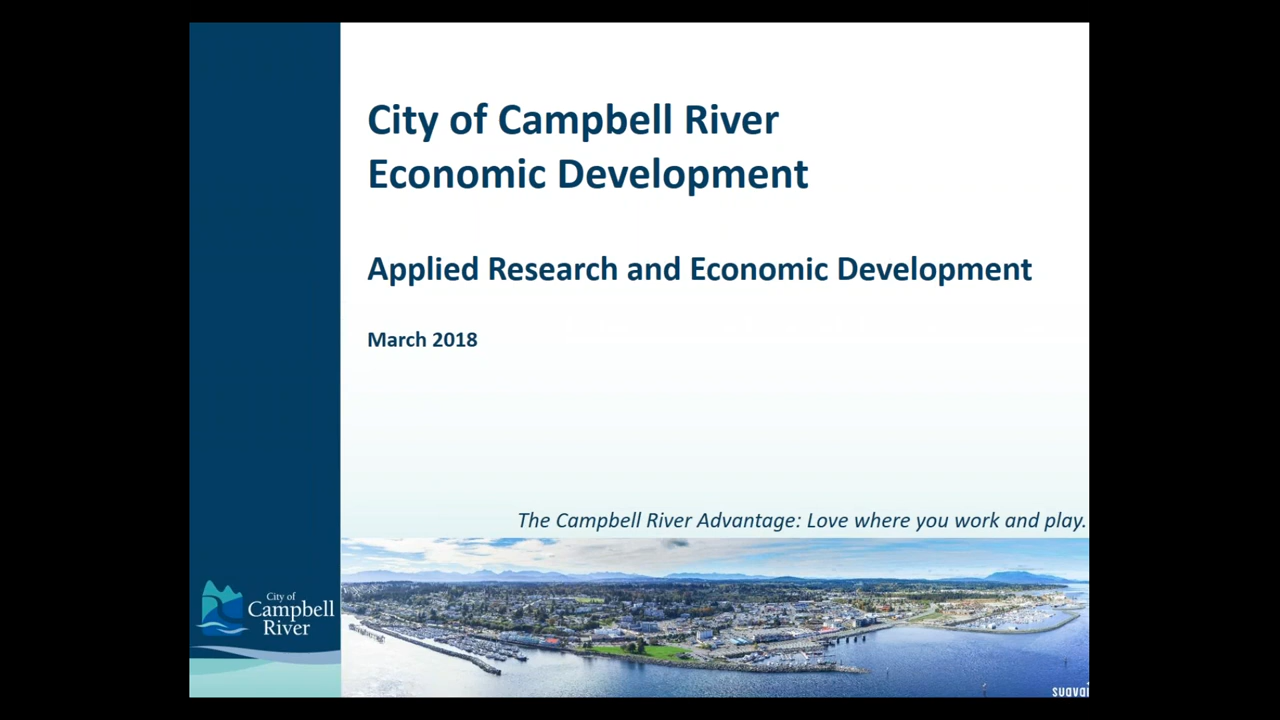 City of Campbell River
Economic Development
Applied Research and Economic Development
March 2018
The Campbell River Advantage: Love where you work and play.
City of
Campbell
River